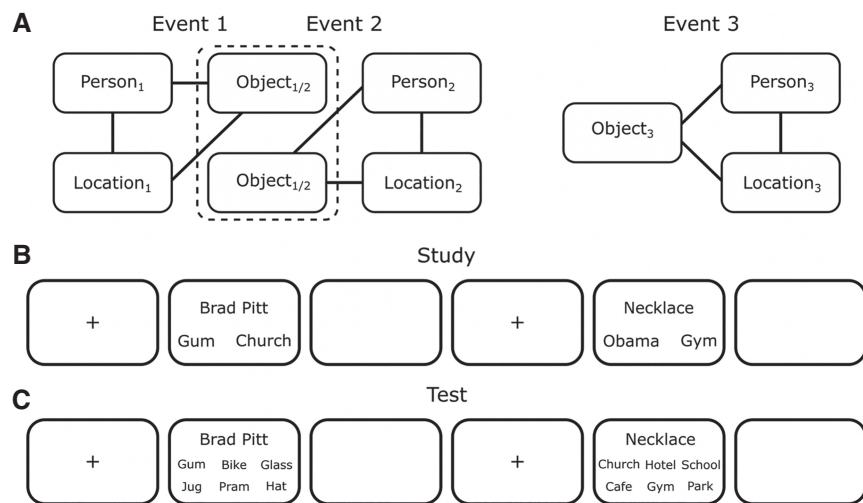 A
Event 1 Event 2 Event 3
Person1 Object1/2 Person2 Person3
Object3
Location1 Object1/2 Location2 Location3
B
Study
+ Brad Pitt + Necklace
Gum Church Obama Gym
C
Test
+ Brad Pitt + Necklace
Gum Bike Glass Church Hotel School
Jug Pram Hat Cafe Gym Park